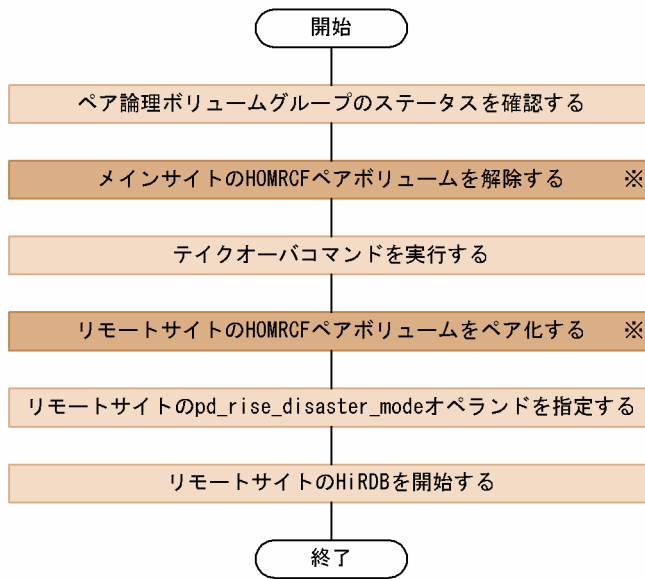 開始
ペア論理ボリュームグループのステータスを確認する
メインサイトのHOMRCFペアボリュームを解除する ※
テイクオーバコマンドを実行する
リモートサイトのHOMRCFペアボリュームをペア化する ※
リモートサイトのpd_rise_disaster_modeオペランドを指定する
リモートサイトのHiRDBを開始する
終了